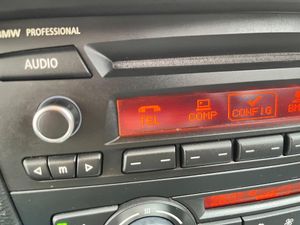 BMW PROFESSIONAL
AUDIO
TEL COMP CONFIG
m